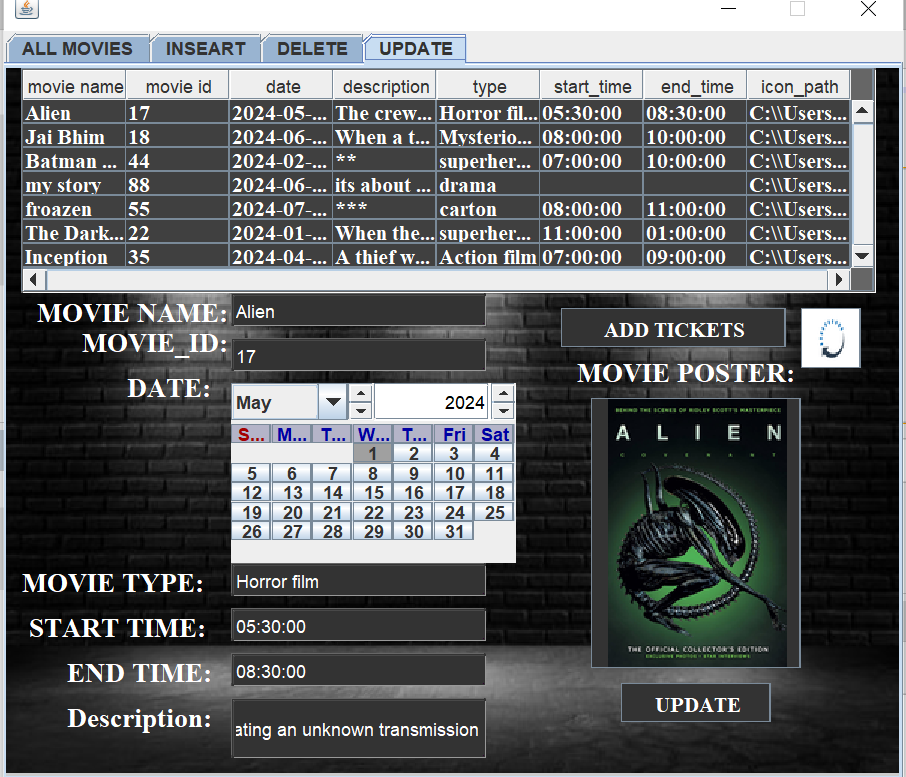 ALL MOVIES INSEART DELETE UPDATE
movie name movie id date description type start_time end_time icon_path
Alien 17 2024-05-... The crew... Horror fil... 05:30:00 08:30:00 C:\\Users...
Jai Bhim 18 2024-06-... When a t... Mysterio... 08:00:00 10:00:00 C:\\Users...
Batman ... 44 2024-02-... ** superher... 07:00:00 10:00:00 C:\\Users...
my story 88 2024-06-... its about ... drama C:\\Users...
froazen 55 2024-07-... *** carton 08:00:00 11:00:00 C:\\Users...
The Dark... 22 2024-01-... When the... superher... 11:00:00 01:00:00 C:\\Users...
Inception 35 2024-04-... A thief w... Action film 07:00:00 09:00:00 C:\\Users...
MOVIE NAME: Alien
MOVIE_ID: 17
DATE: May 2024
S... M... T... W... T... Fri Sat
1 2 3 4
5 6 7 8 9 10 11
12 13 14 15 16 17 18
19 20 21 22 23 24 25
26 27 28 29 30 31
MOVIE TYPE: Horror film
START TIME: 05:30:00
END TIME: 08:30:00
Description: ating an unknown transmission
ADD TICKETS
MOVIE POSTER:
BEHIND THE SCENES OF RIDLEY SCOTT'S MASTERPIECE
ALIEN
COVENANT
THE OFFICIAL COLLECTOR'S EDITION
EXCLUSIVE PHOTOS + STAR INTERVIEWS
UPDATE